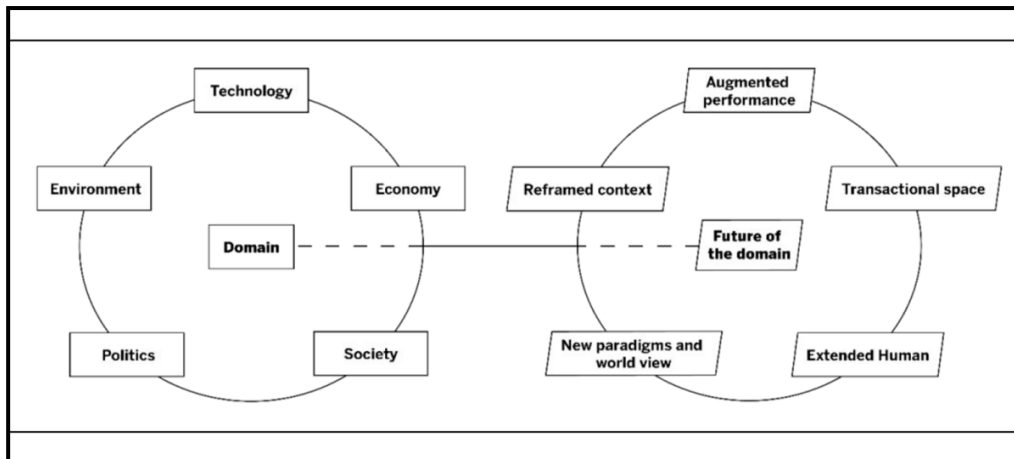 Technology
Augmented
performance
Environment
Economy
Reframed context
Transactional space
Domain
Future of
the domain
Politics
Society
New paradigms and
world view
Extended Human